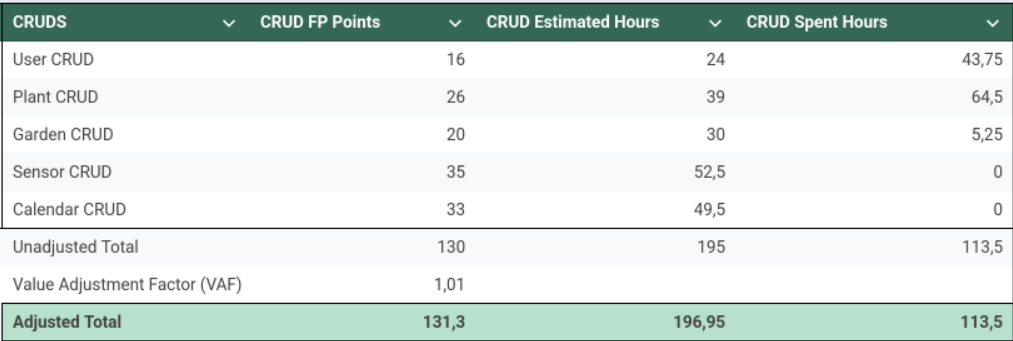 CRUDS CRUD FP Points CRUD Estimated Hours CRUD Spent Hours
User CRUD 16 24 43,75
Plant CRUD 26 39 64,5
Garden CRUD 20 30 5,25
Sensor CRUD 35 52,5 0
Calendar CRUD 33 49,5 0
Unadjusted Total 130 195 113,5
Value Adjustment Factor (VAF) 1,01
Adjusted Total 131,3 196,95 113,5